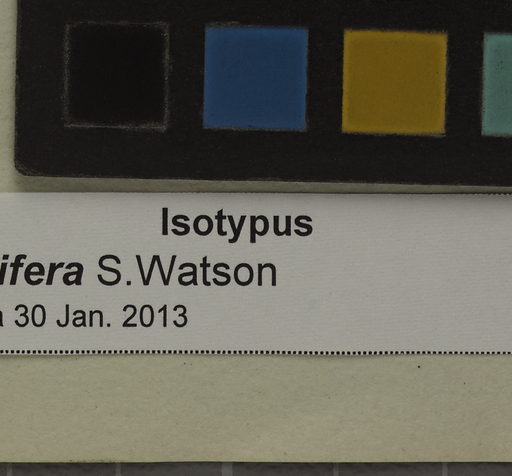 Isotypus
ifera S.Watson
a 30 Jan. 2013